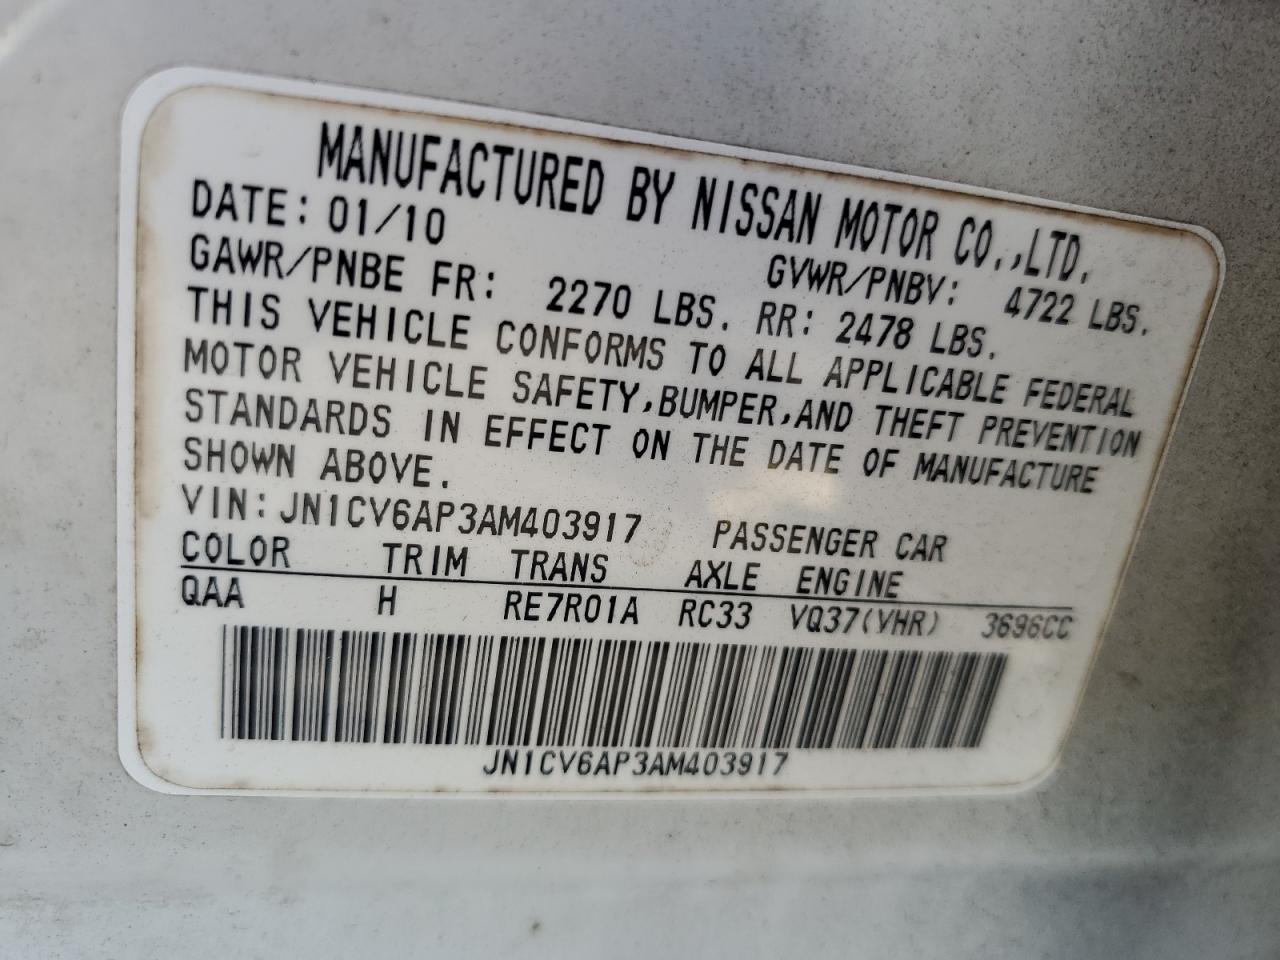 MANUFACTURED BY NISSAN MOTOR CO.,LTD.
DATE: 01/10 GVWR/PNBV: 4722 LBS.
GAWR/PNBE FR: 2270 LBS. RR: 2478 LBS.
THIS VEHICLE CONFORMS TO ALL APPLICABLE FEDERAL
MOTOR VEHICLE SAFETY,BUMPER,AND THEFT PREVENTION
STANDARDS IN EFFECT ON THE DATE OF MANUFACTURE
SHOWN ABOVE.
VIN:JN1CV6AP3AM403917 PASSENGER CAR
COLOR TRIM TRANS AXLE ENGINE
QAA H RE7R01A RC33 VQ37(VHR) 3696CC
JN1CV6AP3AM403917